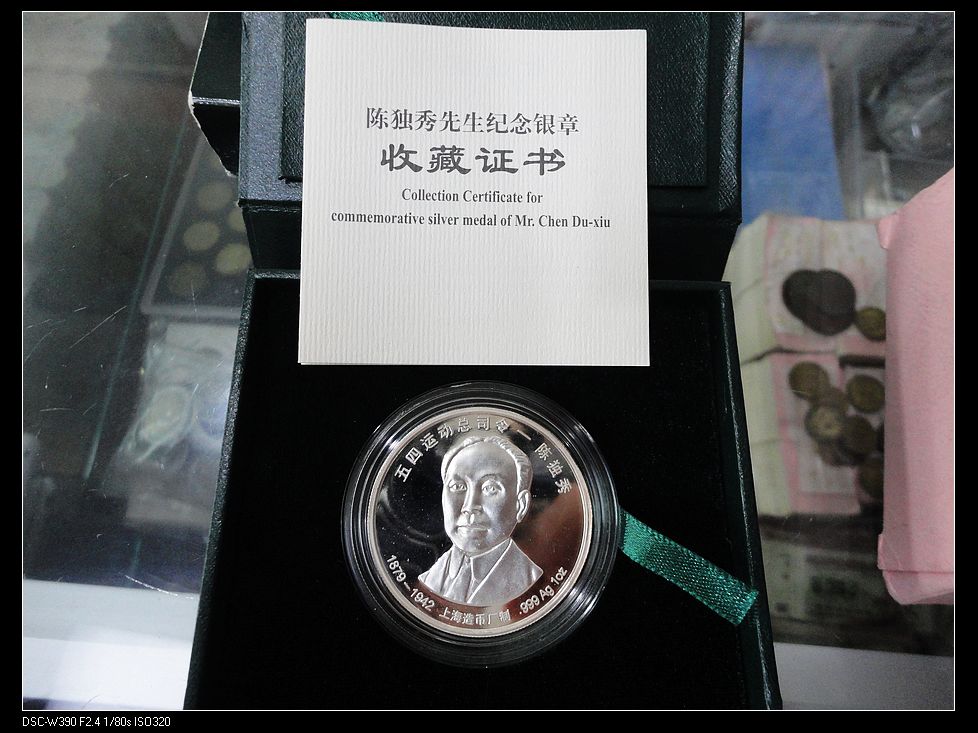 陈独秀先生纪念银章
收藏证书
Collection Certificate for
commemorative silver medal of Mr. Chen Du-xiu
五四运动总司令—陈独秀
1879—1942
上海造币厂制
.999 Ag 1oz
DSC-W390 F2.4 1/80s ISO320